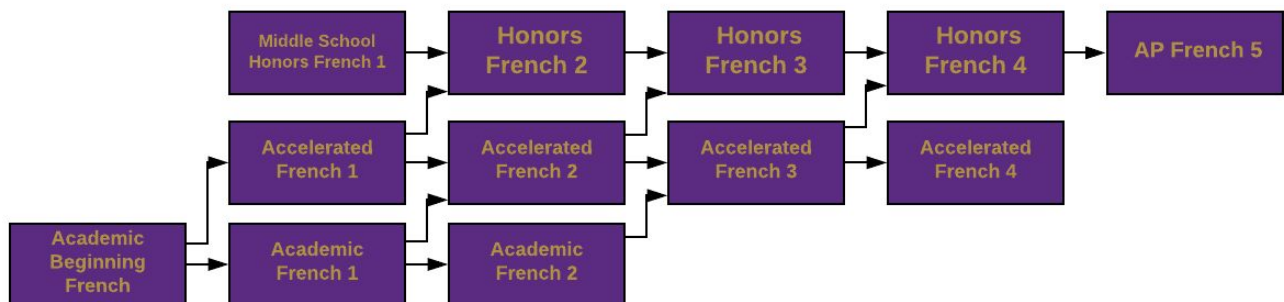 Middle School
Honors French 1
Honors
French 2
Honors
French 3
Honors
French 4
AP French 5
Accelerated
French 1
Accelerated
French 2
Accelerated
French 3
Accelerated
French 4
Academic
Beginning
French
Academic
French 1
Academic
French 2